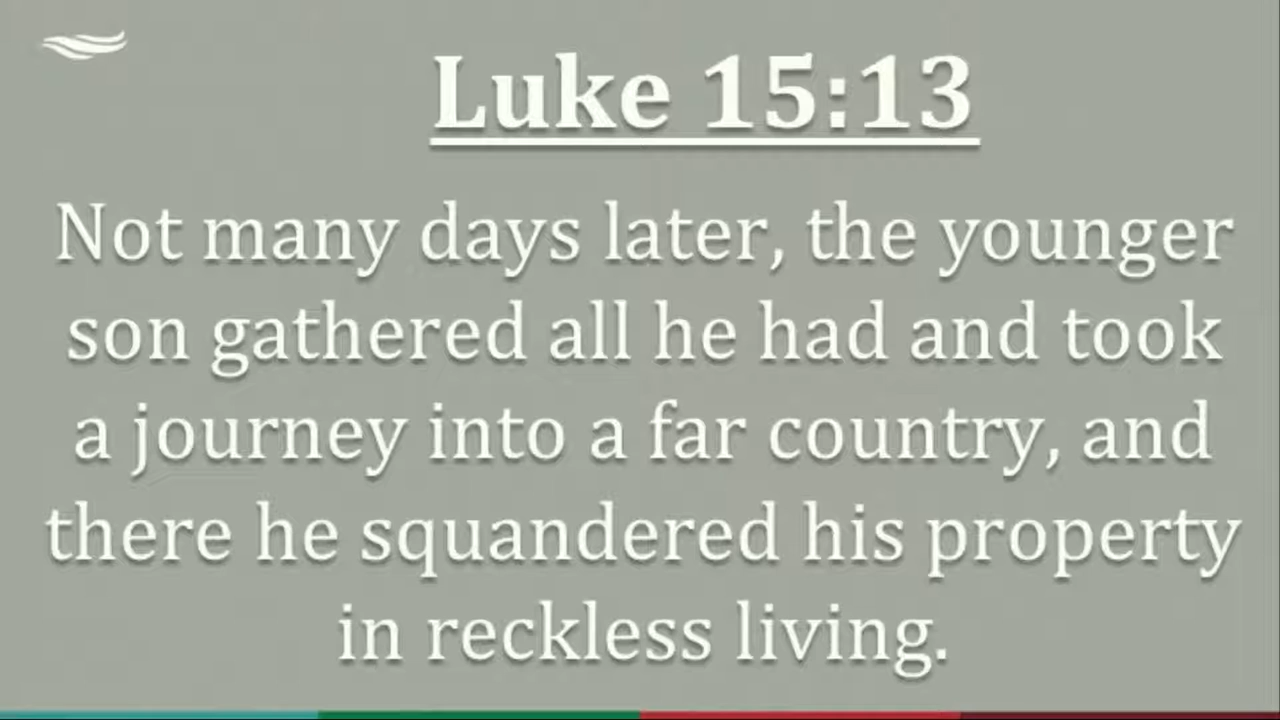 Luke 15:13
Not many days later, the younger
son gathered all he had and took
a journey into a far country, and
there he squandered his property
in reckless living.